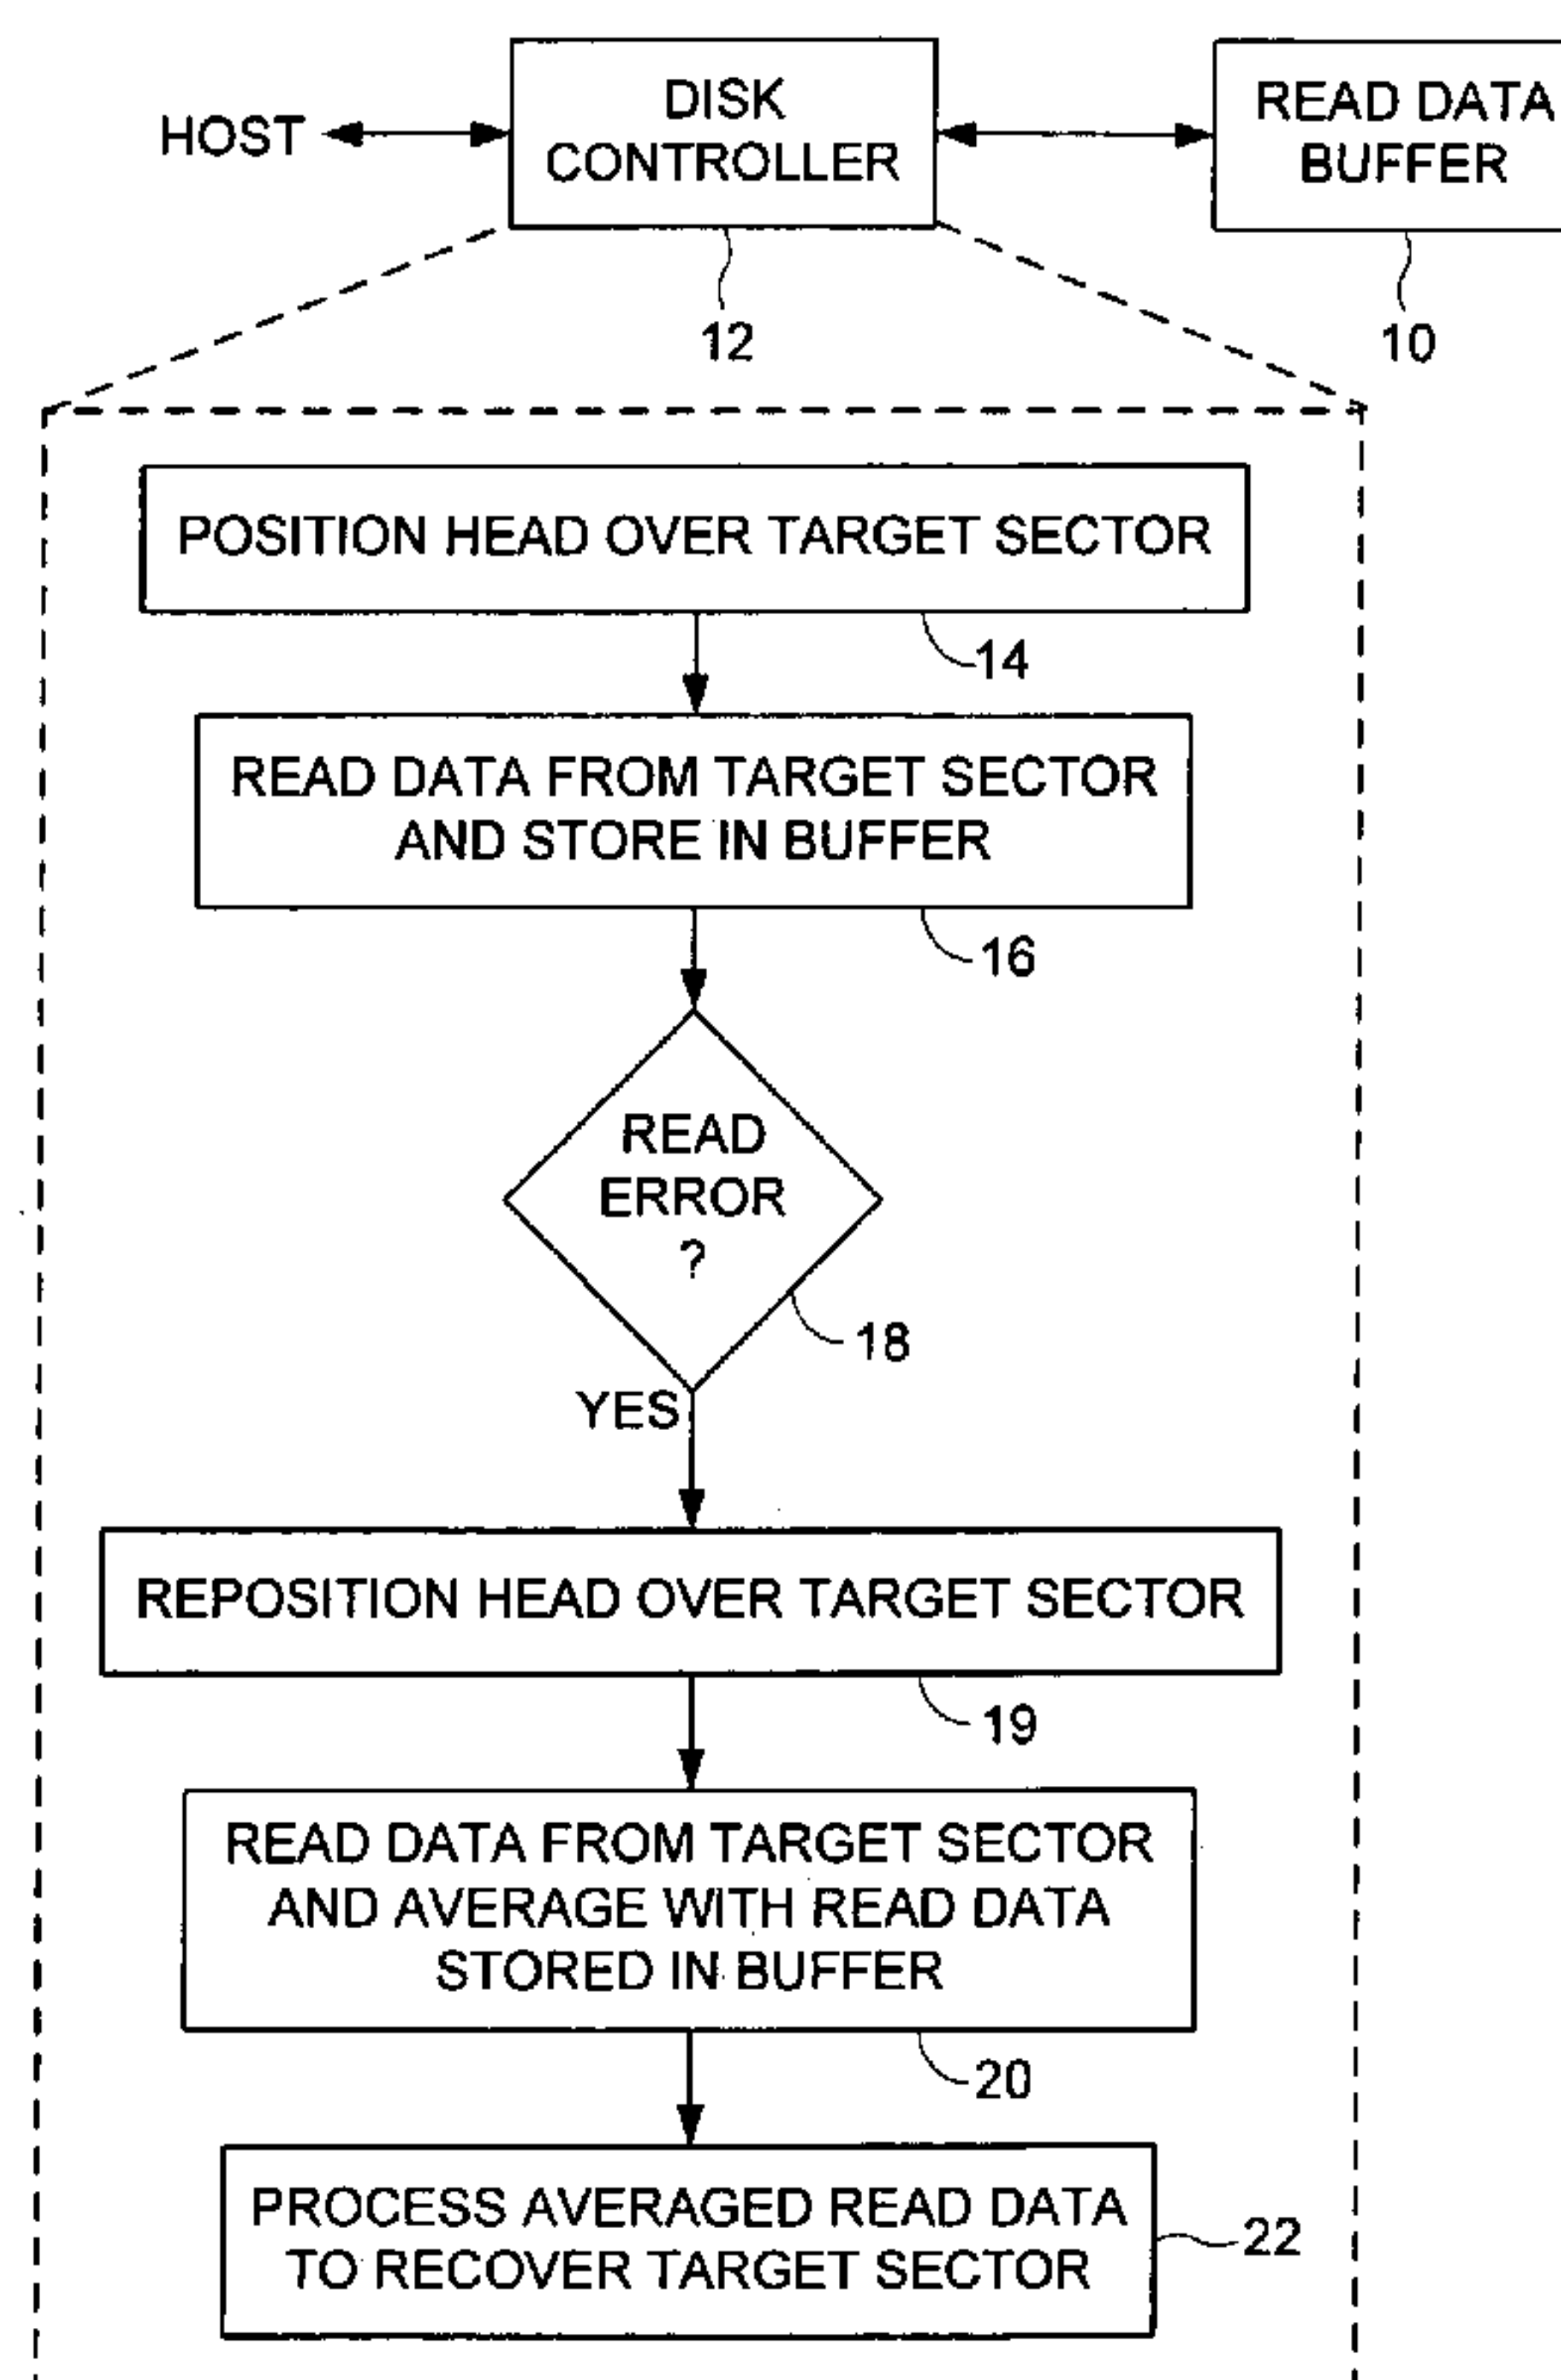 HOST
DISK
CONTROLLER
READ DATA
BUFFER
12
10
POSITION HEAD OVER TARGET SECTOR
14
READ DATA FROM TARGET SECTOR
AND STORE IN BUFFER
16
READ
ERROR
?
18
YES
REPOSITION HEAD OVER TARGET SECTOR
19
READ DATA FROM TARGET SECTOR
AND AVERAGE WITH READ DATA
STORED IN BUFFER
20
PROCESS AVERAGED READ DATA
TO RECOVER TARGET SECTOR
22